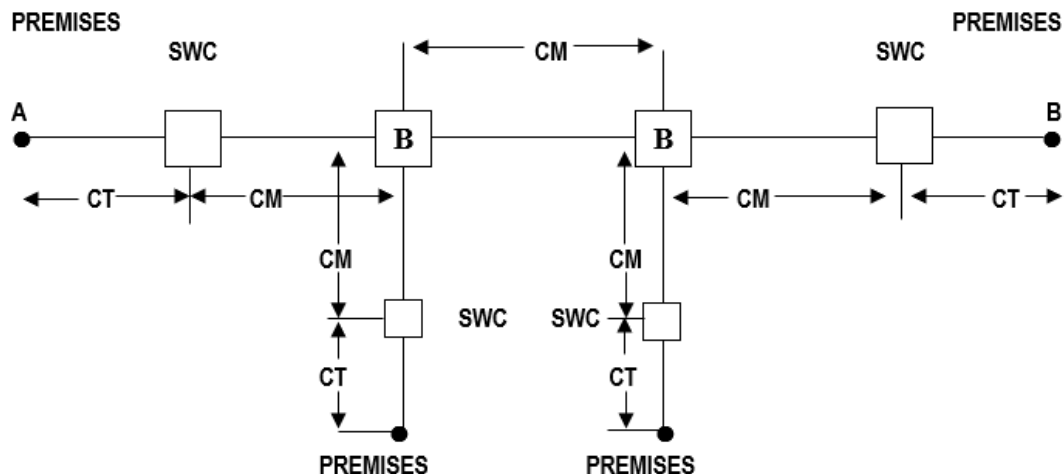 PREMISES PREMISES
SWC CM SWC
A B
B B
CT CM CM CT
CM CM
SWC SWC
CT CT
PREMISES PREMISES